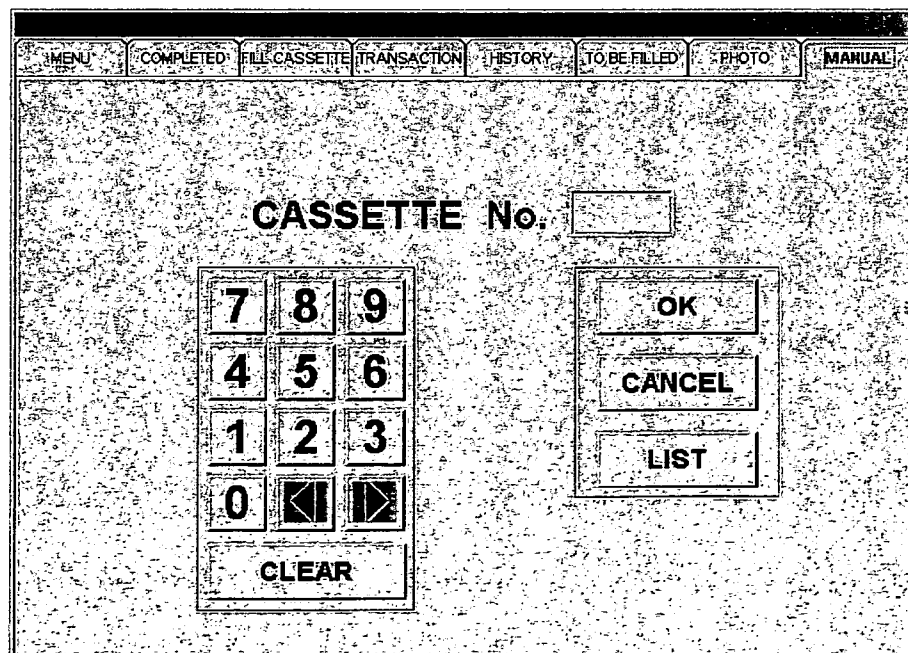 MENU COMPLETED FILL CASSETTE TRANSACTION HISTORY TO BE FILLED PHOTO MANUAL
CASSETTE No.
7 8 9
4 5 6
1 2 3
0
CLEAR
OK
CANCEL
LIST